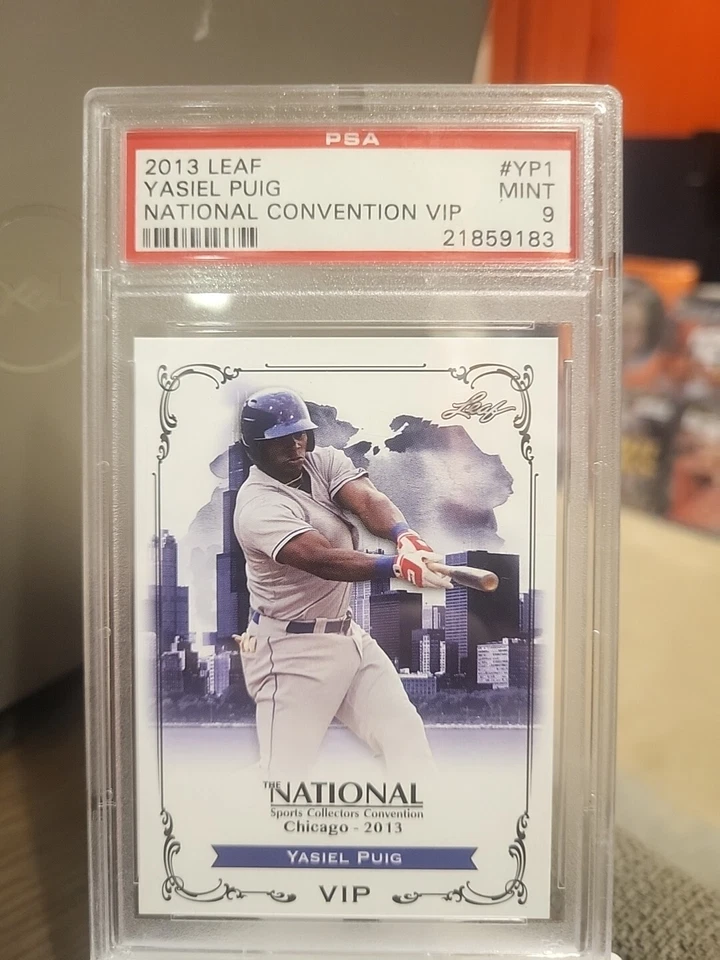 PSA
2013 LEAF #YP1
YASIEL PUIG MINT
NATIONAL CONVENTION VIP 9
21859183
Leaf
THE NATIONAL
Sports Collectors Convention
Chicago - 2013
YASIEL PUIG
VIP